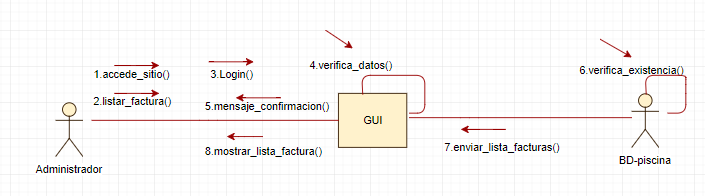 4.verifica_datos()
1.accede_sitio()
3.Login()
6.verifica_existencia()
2.listar_factura()
5.mensaje_confirmacion()
GUI
8.mostrar_lista_factura()
7.enviar_lista_facturas()
Administrador
BD-piscina